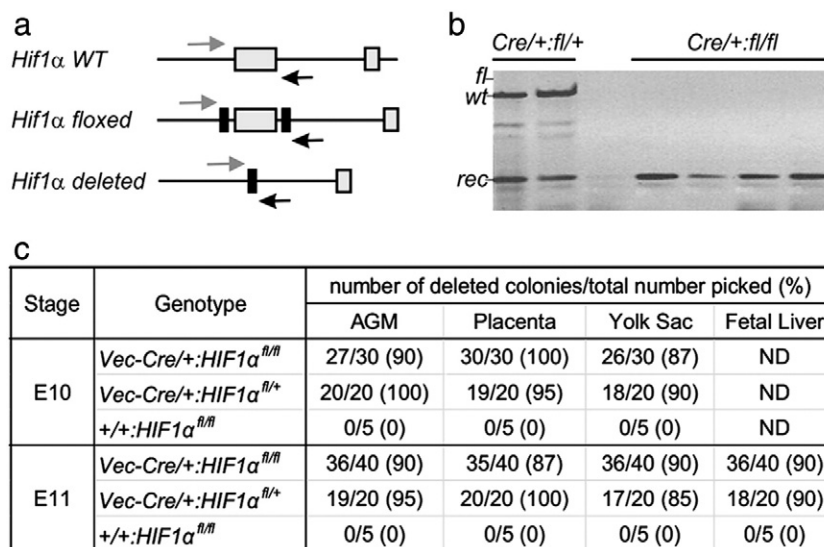 a
Hif1α WT
Hif1α floxed
Hif1α deleted
b
Cre/+:fl/+ Cre/+:fl/fl
fl
wt
rec
c
Stage Genotype number of deleted colonies/total number picked (%)
AGM Placenta Yolk Sac Fetal Liver
E10 Vec-Cre/+:HIF1α^fl/fl 27/30 (90) 30/30 (100) 26/30 (87) ND
Vec-Cre/+:HIF1α^fl/+ 20/20 (100) 19/20 (95) 18/20 (90) ND
+/+:HIF1α^fl/fl 0/5 (0) 0/5 (0) 0/5 (0) ND
E11 Vec-Cre/+:HIF1α^fl/fl 36/40 (90) 35/40 (87) 36/40 (90) 36/40 (90)
Vec-Cre/+:HIF1α^fl/+ 19/20 (95) 20/20 (100) 17/20 (85) 18/20 (90)
+/+:HIF1α^fl/fl 0/5 (0) 0/5 (0) 0/5 (0) 0/5 (0)